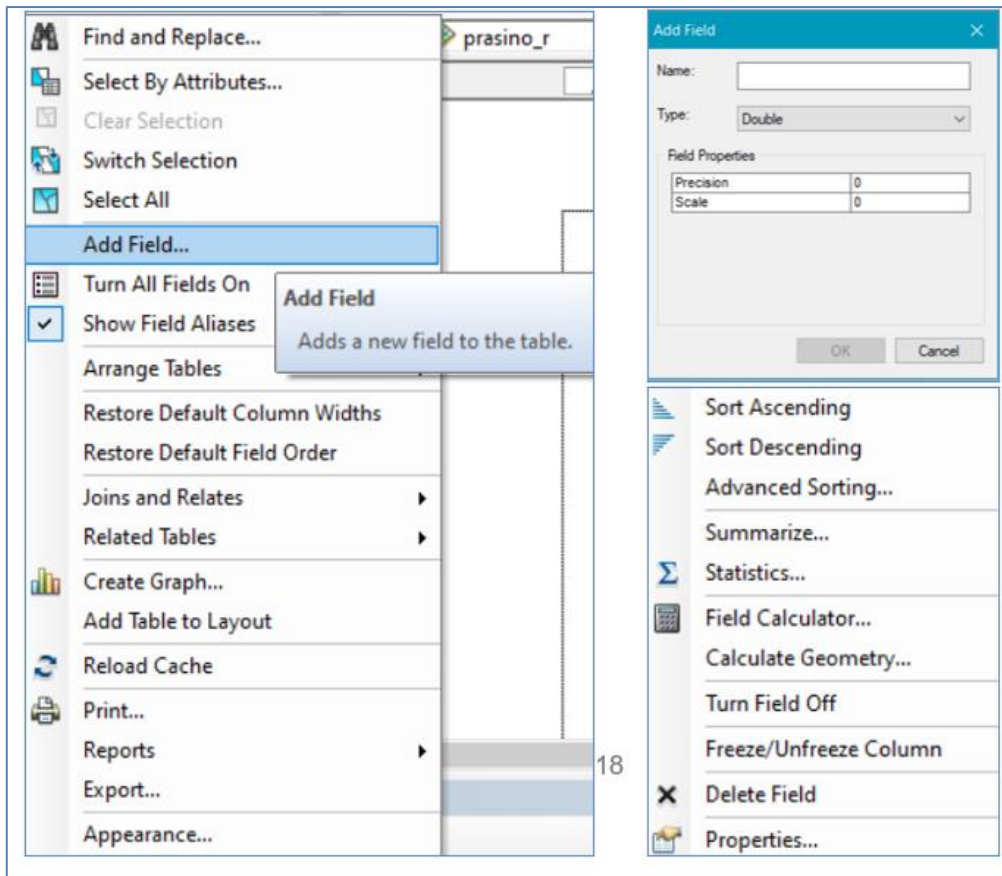 Find and Replace...
Select By Attributes...
Clear Selection
Switch Selection
Select All
Add Field...
Turn All Fields On
Show Field Aliases
Arrange Tables
Restore Default Column Widths
Restore Default Field Order
Joins and Relates
Related Tables
Create Graph...
Add Table to Layout
Reload Cache
Print...
Reports
Export...
Appearance...
Add Field
Adds a new field to the table.
prasino_r
18
Add Field
Name:
Type: Double
Field Properties
Precision 0
Scale 0
OK Cancel
Sort Ascending
Sort Descending
Advanced Sorting...
Summarize...
Statistics...
Field Calculator...
Calculate Geometry...
Turn Field Off
Freeze/Unfreeze Column
Delete Field
Properties...